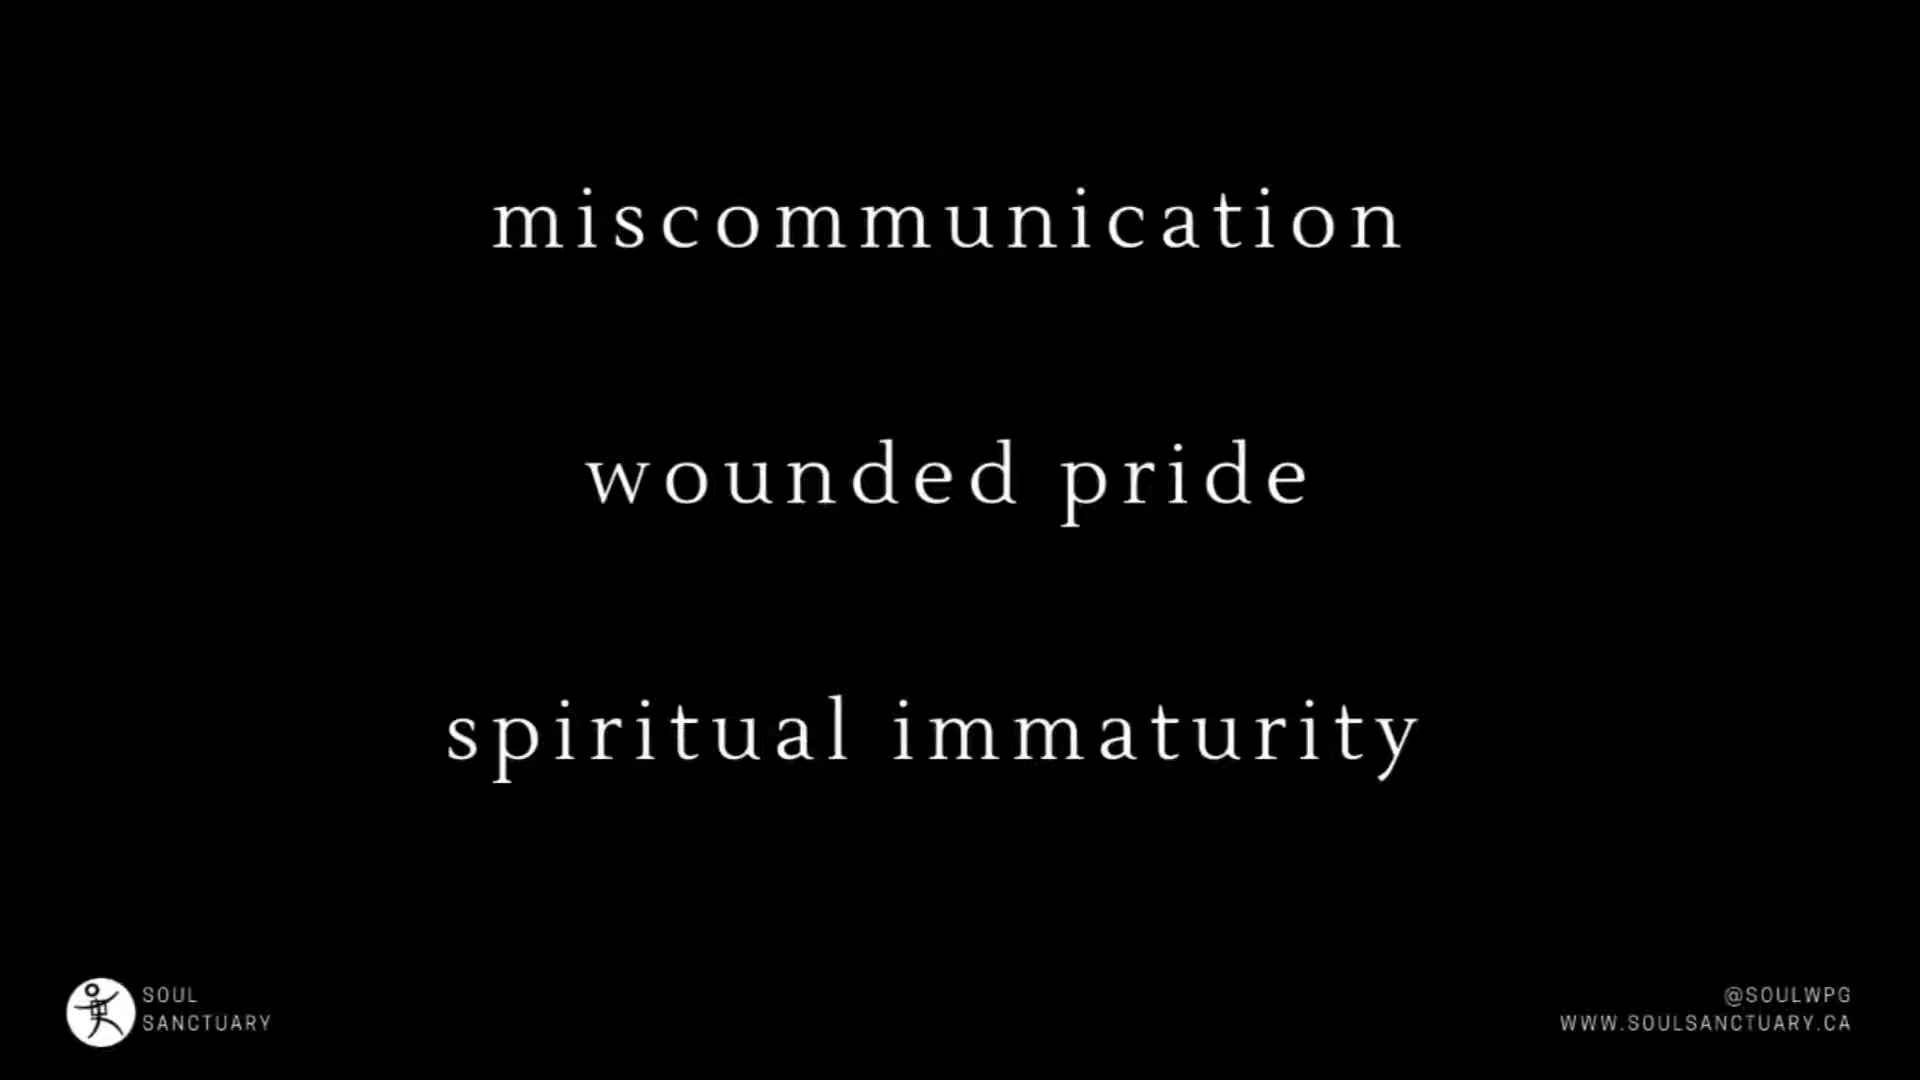 miscommunication
wounded pride
spiritual immaturity
SOUL
SANCTUARY
@SOULWPG
WWW.SOULSANCTUARY.CA